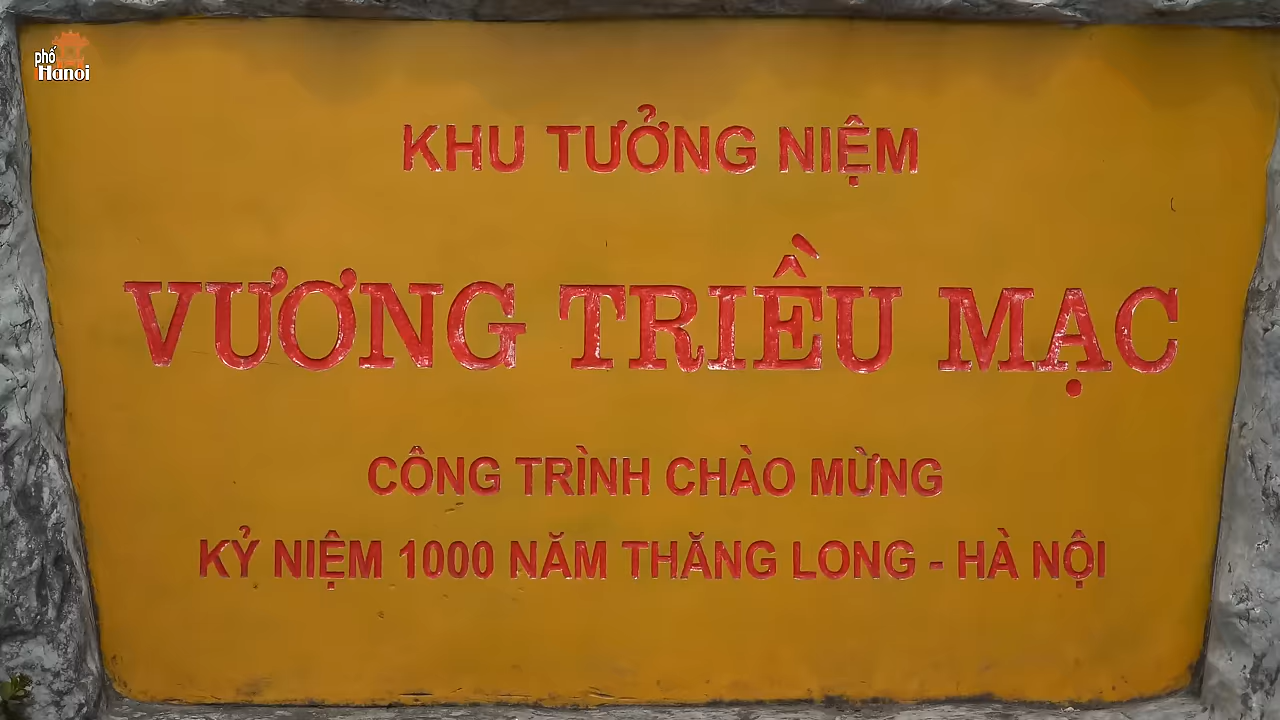 phố
Hanoi
KHU TƯỞNG NIỆM
VƯƠNG TRIỀU MẠC
CÔNG TRÌNH CHÀO MỪNG
KỶ NIỆM 1000 NĂM THĂNG LONG - HÀ NỘI